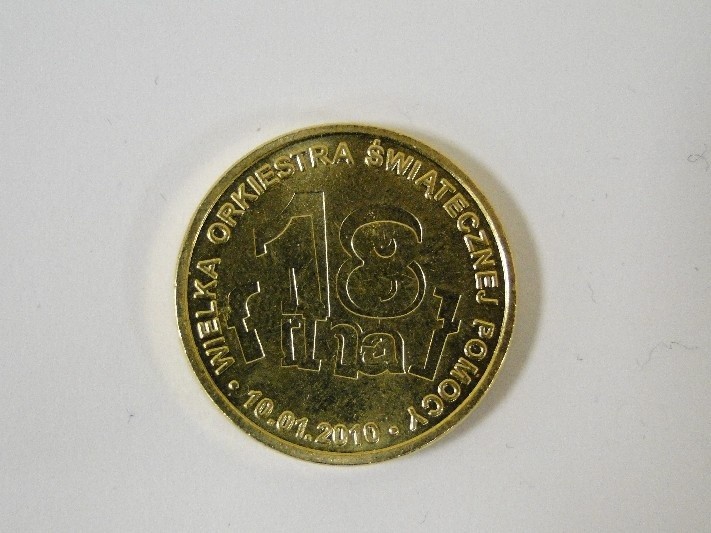 WIELKA ORKIESTRA ŚWIĄTECZNEJ POMOCY
18
finał
• 10.01.2010 •